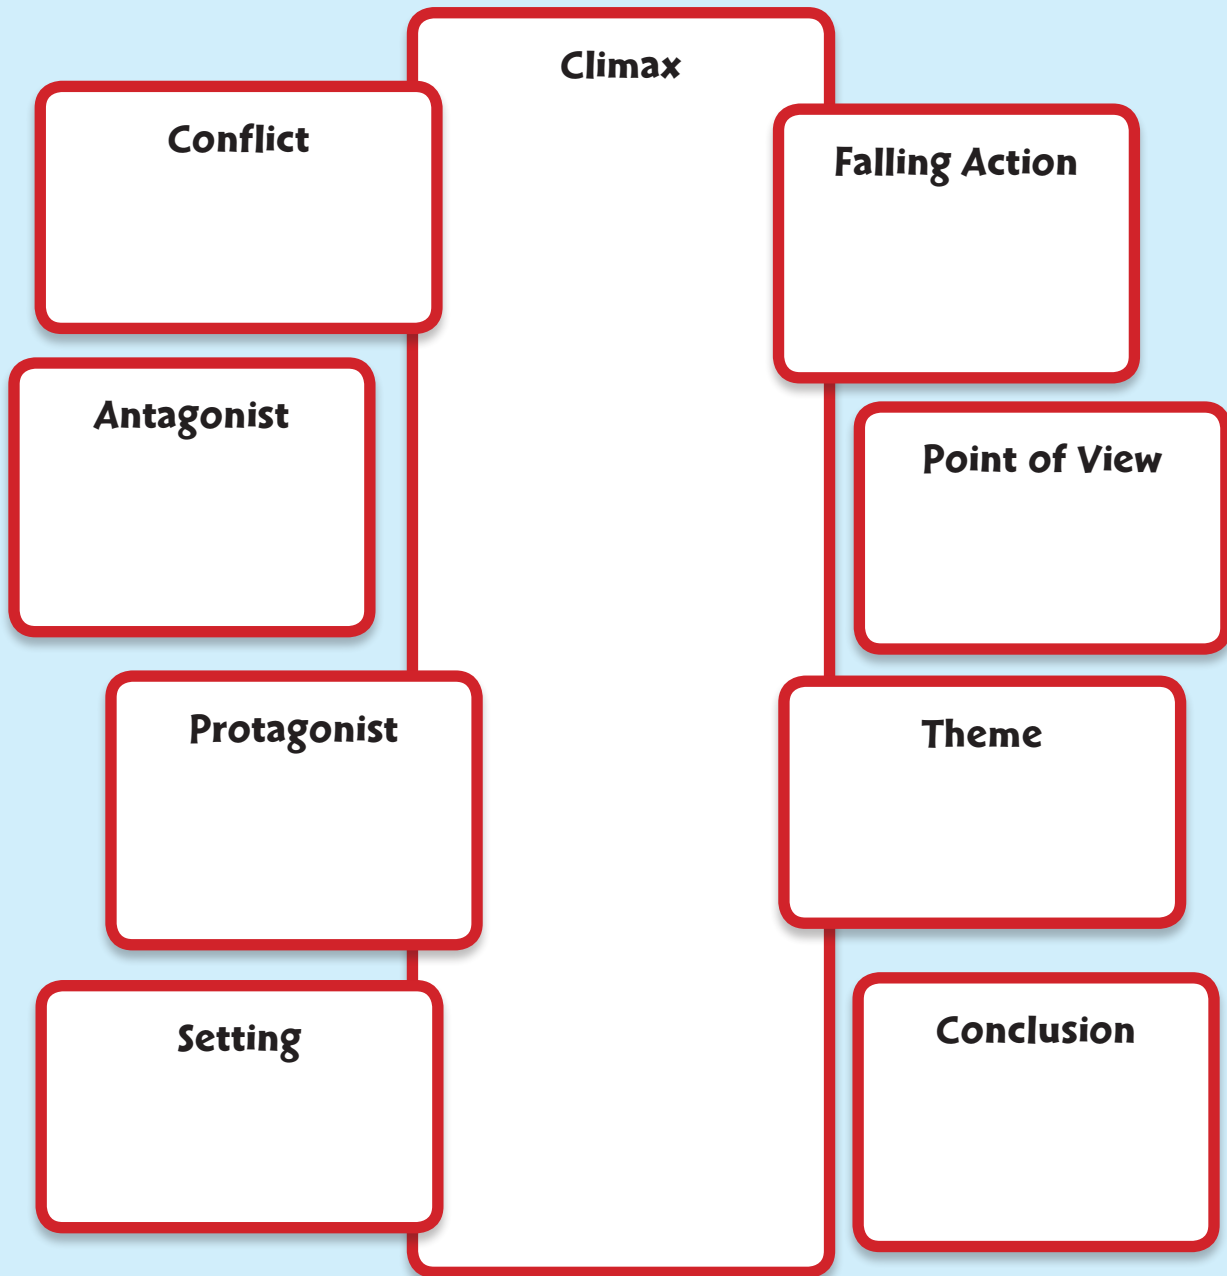 Climax
Conflict
Falling Action
Antagonist
Point of View
Protagonist
Theme
Setting
Conclusion